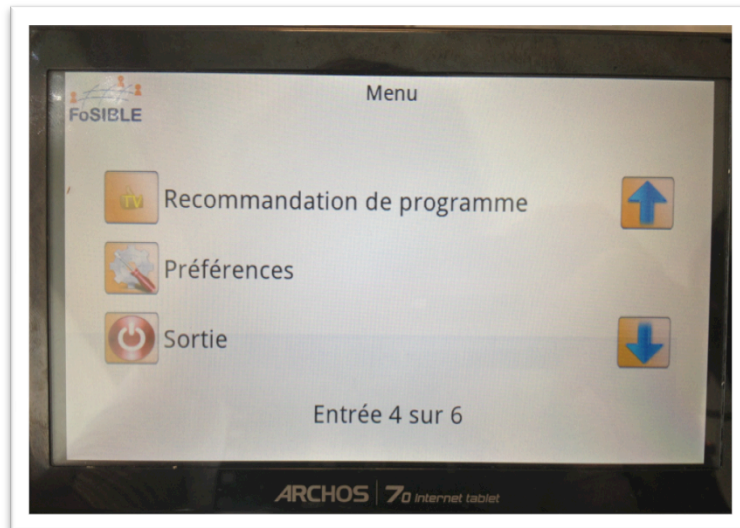 FoSIBLE
Menu
TV
Recommandation de programme
Préférences
Sortie
Entrée 4 sur 6
ARCHOS 70 internet tablet